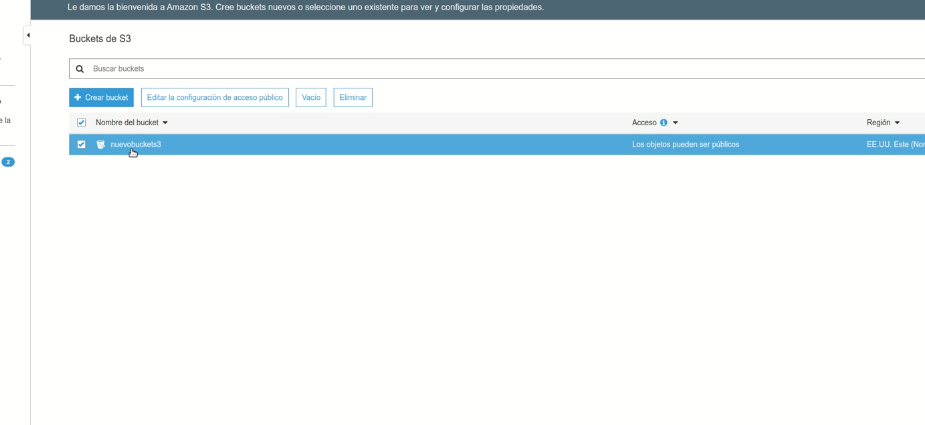 Le damos la bienvenida a Amazon S3. Cree buckets nuevos o seleccione uno existente para ver y configurar las propiedades.
Buckets de S3
Buscar buckets
+ Crear bucket Editar la configuración de acceso público Vacío Eliminar
Nombre del bucket Acceso Región
e la
nuevobuckets3 Los objetos pueden ser públicos EE.UU. Este (Nor
2